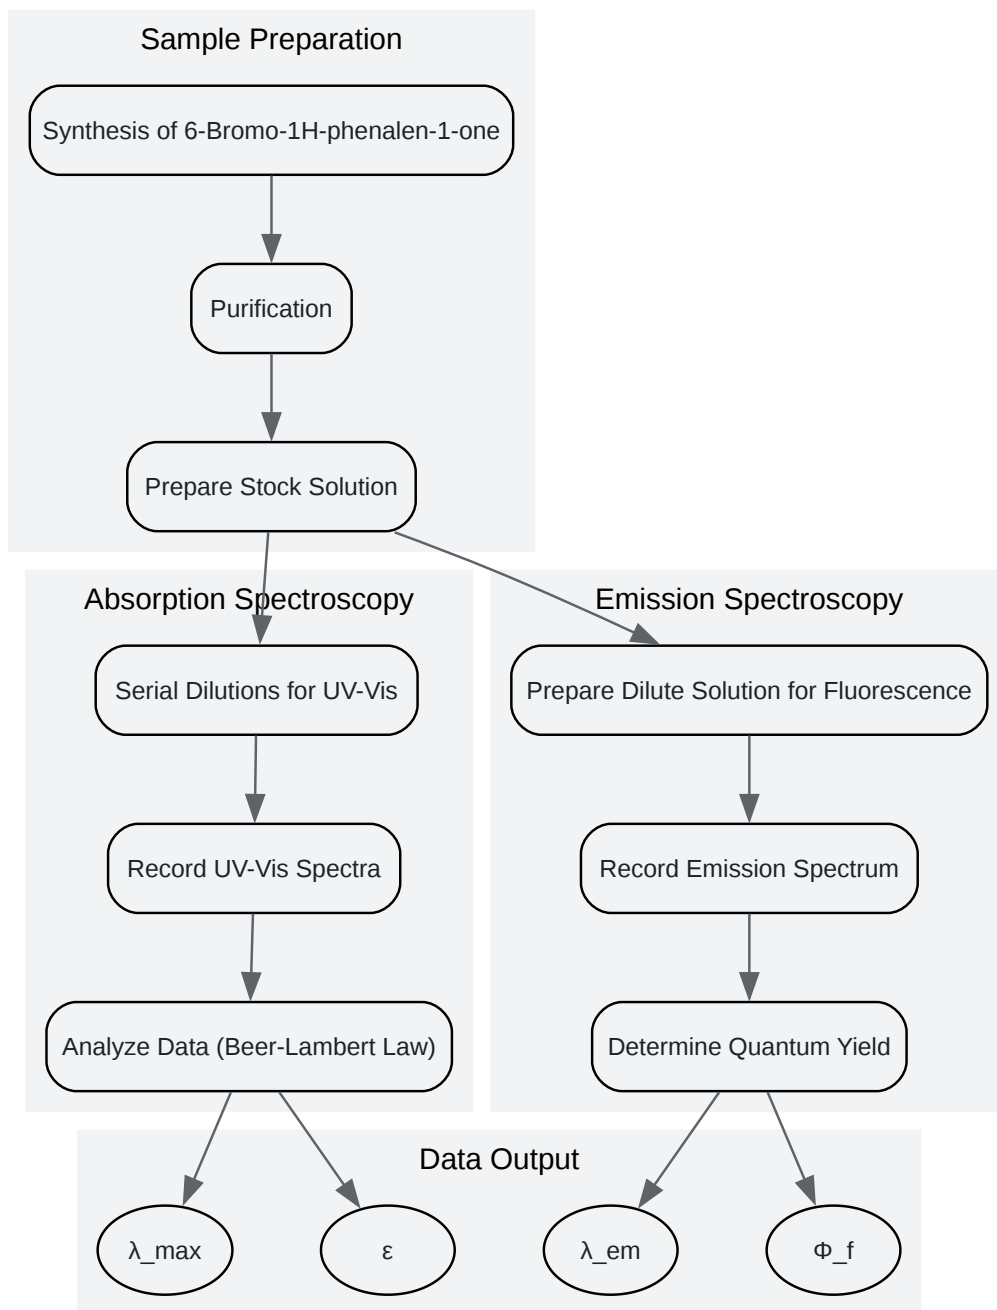 Sample Preparation
Synthesis of 6-Bromo-1H-phenalen-1-one
Purification
Prepare Stock Solution
Absorption Spectroscopy
Serial Dilutions for UV-Vis
Record UV-Vis Spectra
Analyze Data (Beer-Lambert Law)
Emission Spectroscopy
Prepare Dilute Solution for Fluorescence
Record Emission Spectrum
Determine Quantum Yield
Data Output
λ_max
ε
λ_em
Φ_f